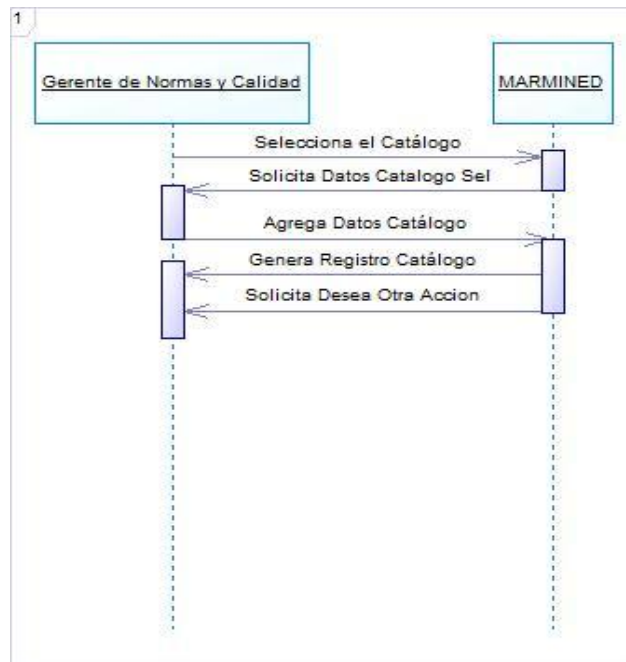 1
Gerente de Normas y Calidad
MARMINED
Selecciona el Catálogo
Solicita Datos Catalogo Sel
Agrega Datos Catálogo
Genera Registro Catálogo
Solicita Desea Otra Accion